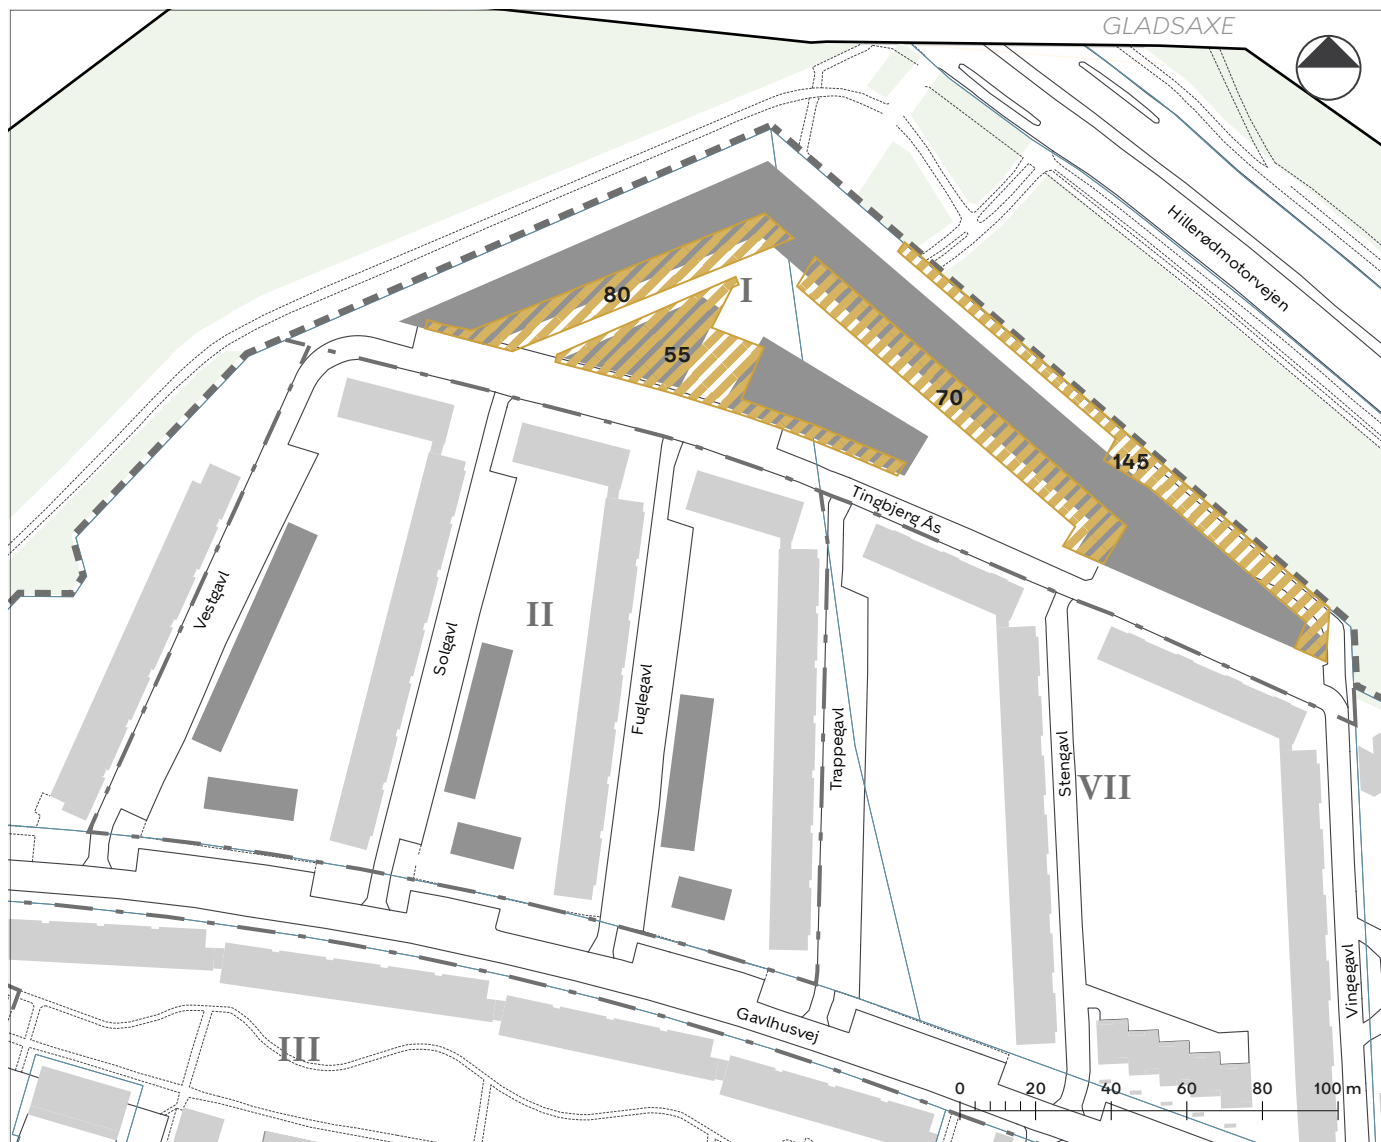 GLADSAXE
Hillerødmotorvejen
80
I
55
70
145
Tingbjerg Ås
Vestgavl
II
Solgavl
Fuglegavl
Trappegavl
Stengavl
VII
Vingegavl
Gavlhusvej
III
0 20 40 60 80 100 m